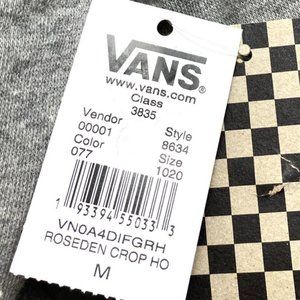 VANS®
www.vans.com
Class
3835
Vendor Style
00001 8634
Color Size
077 1020
1 93394 55033 3
VN0A4DIFGRH
ROSEDEN CROP HO
M